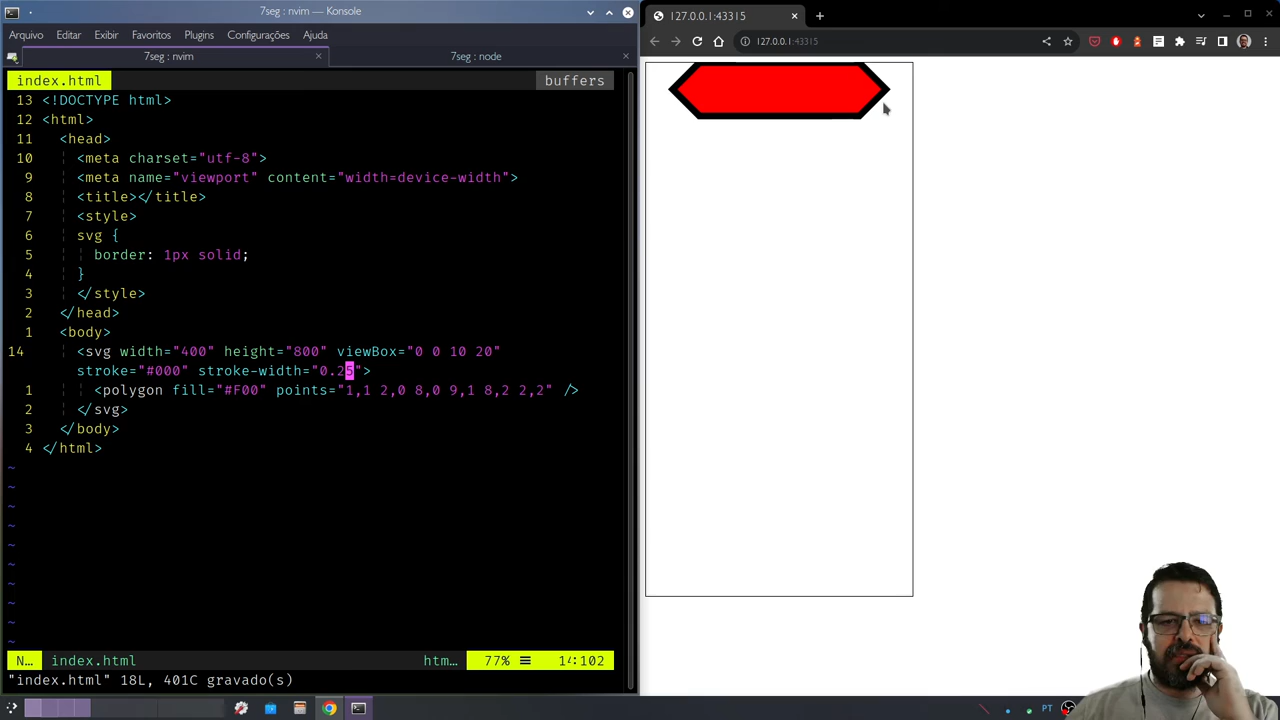 7seg : nvim — Konsole
Arquivo Editar Exibir Favoritos Plugins Configurações Ajuda
7seg : nvim
7seg : node
index.html
buffers
13 <!DOCTYPE html>
12 <html>
11 <head>
10 <meta charset="utf-8">
9 <meta name="viewport" content="width=device-width">
8 <title></title>
7 <style>
6 svg {
5 border: 1px solid;
4 }
3 </style>
2 </head>
1 <body>
14 <svg width="400" height="800" viewBox="0 0 10 20"
stroke="#000" stroke-width="0.25">
1 <polygon fill="#F00" points="1,1 2,0 8,0 9,1 8,2 2,2" />
2 </svg>
3 </body>
4 </html>
~
~
~
~
~
~
~
~
~
~
N… index.html htm… 77% 14:102
"index.html" 18L, 401C gravado(s)
127.0.0.1:43315
127.0.0.1:43315
PT